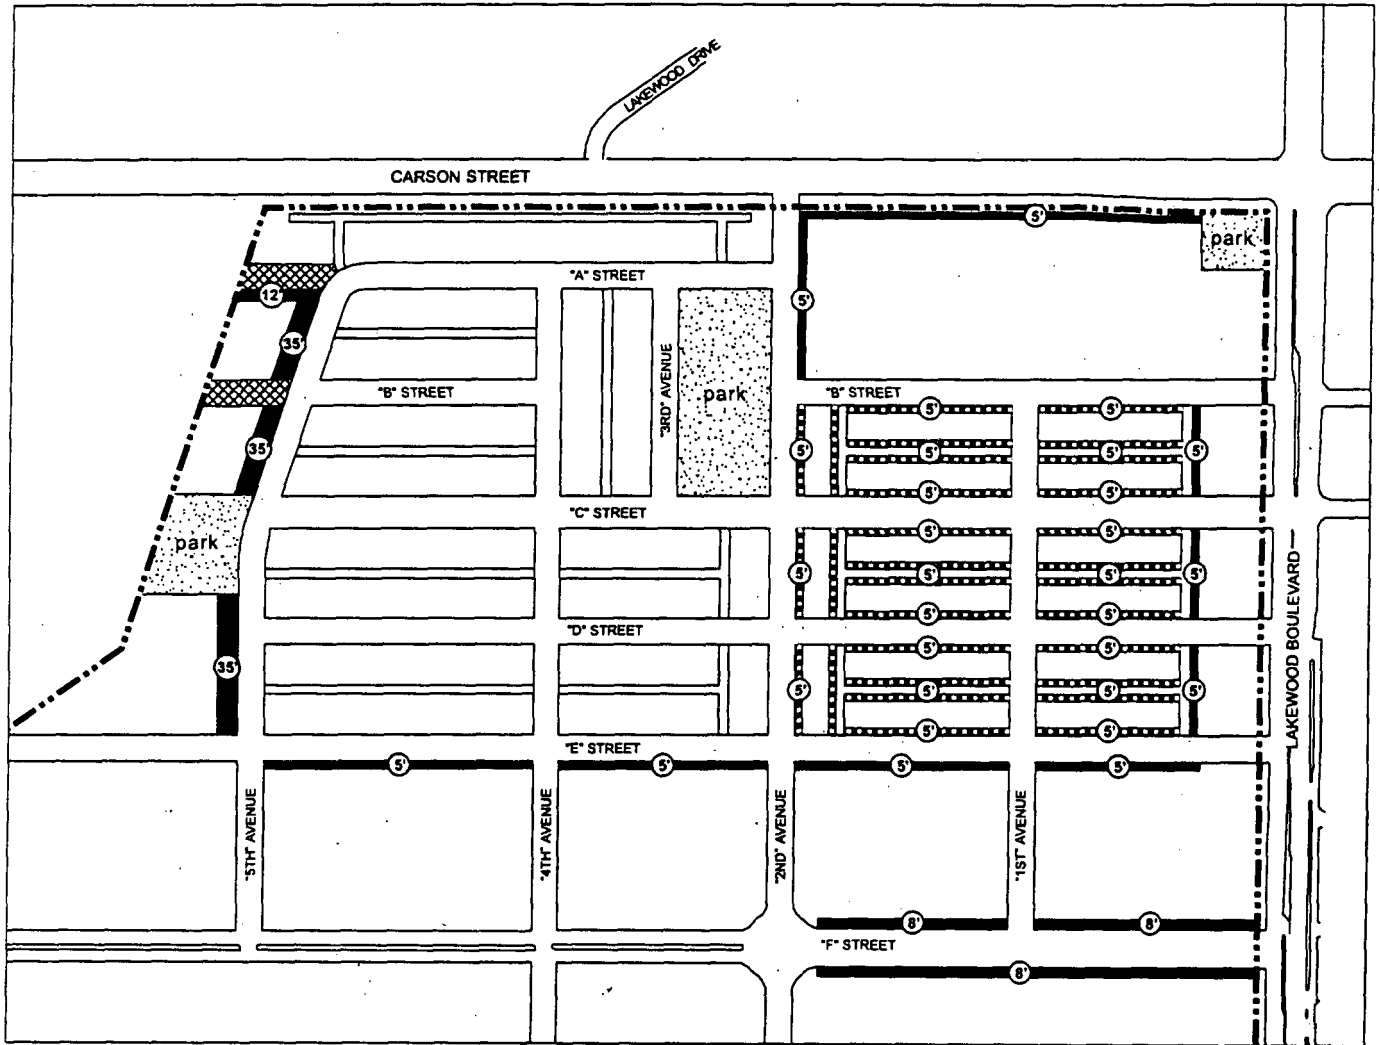 LAKEWOOD DRIVE
CARSON STREET
5'
park
"A" STREET
12'
5'
35'
"3RD" AVENUE
park
"B" STREET
"B" STREET
5'
5'
35'
5'
5'
5'
5'
5'
5'
"C" STREET
park
5'
5'
5'
5'
5'
5'
5'
5'
LAKEWOOD BOULEVARD
"D" STREET
5'
5'
35'
5'
5'
5'
5'
5'
5'
"E" STREET
5'
5'
5'
5'
"5TH" AVENUE
"4TH" AVENUE
"2ND" AVENUE
"1ST" AVENUE
8'
8'
"F" STREET
8'